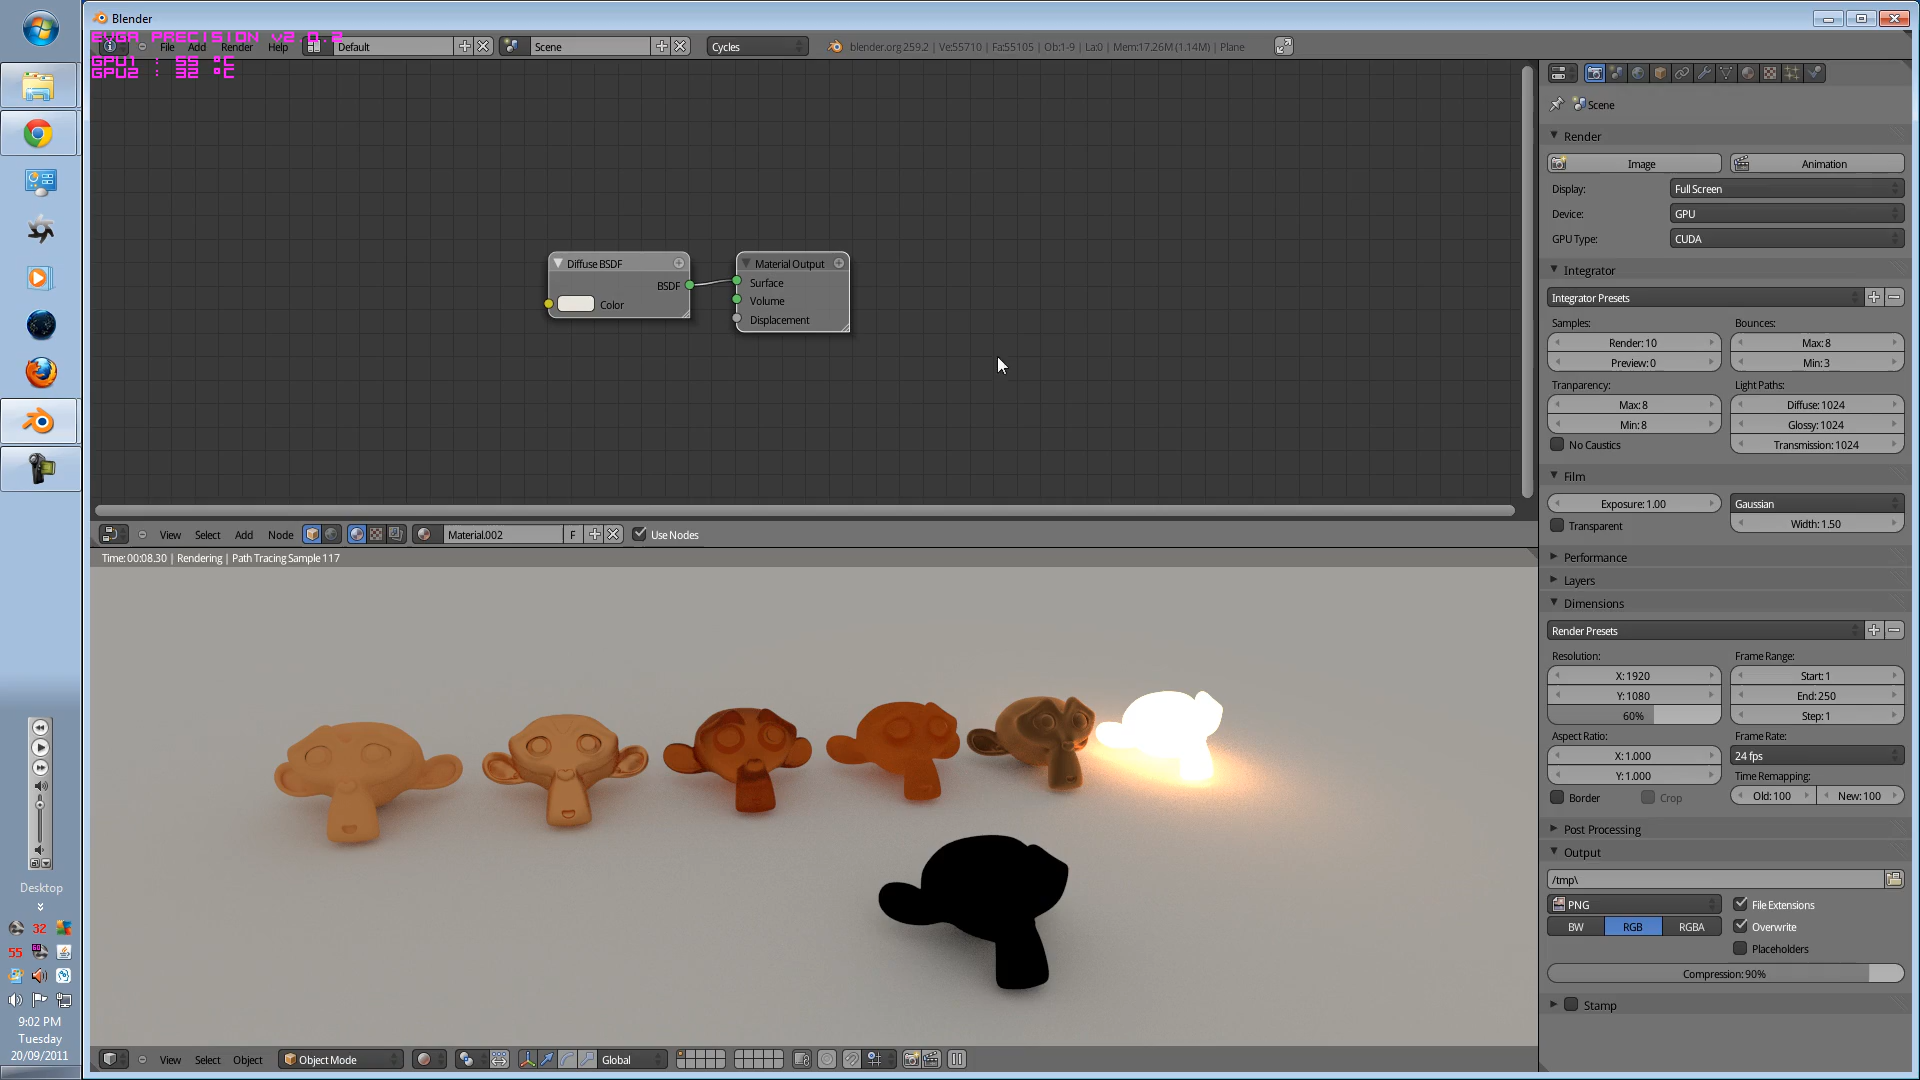 Blender
EVGA PRECISION v2.0.2
File Add Render Help Default Scene Cycles blender.org 259.2 | Ve:55710 | Fa:55105 | Ob:1-9 | La:0 | Mem:17.26M (1.14M) | Plane
GPU1 : 55 °C
GPU2 : 32 °C
Diffuse BSDF
BSDF
Color
Material Output
Surface
Volume
Displacement
View Select Add Node Material.002 F Use Nodes
Time:00:08.30 | Rendering | Path Tracing Sample 117
View Select Object Object Mode Global
Scene
Render
Image Animation
Display: Full Screen
Device: GPU
GPU Type: CUDA
Integrator
Integrator Presets
Samples: Bounces:
Render: 10 Max: 8
Preview: 0 Min: 3
Tranparency: Light Paths:
Max: 8 Diffuse: 1024
Min: 8 Glossy: 1024
No Caustics Transmission: 1024
Film
Exposure: 1.00 Gaussian
Transparent Width: 1.50
Performance
Layers
Dimensions
Render Presets
Resolution: Frame Range:
X: 1920 Start: 1
Y: 1080 End: 250
60% Step: 1
Aspect Ratio: Frame Rate:
X: 1.000 24 fps
Y: 1.000 Time Remapping:
Border Crop Old: 100 New: 100
Post Processing
Output
/tmp\
PNG File Extensions
BW RGB RGBA Overwrite
Placeholders
Compression: 90%
Stamp
Desktop
32
55
9:02 PM
Tuesday
20/09/2011